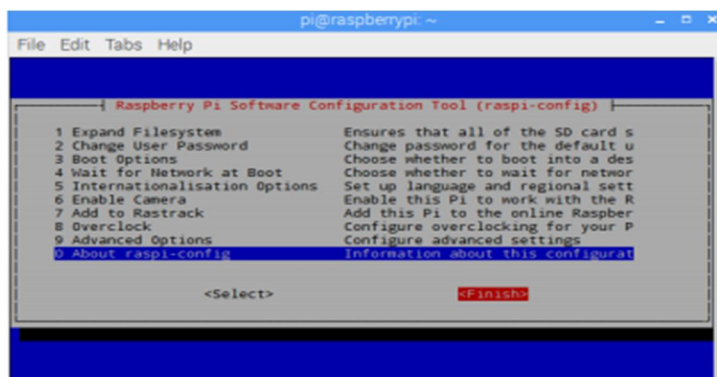 pi@raspberrypi: ~
File Edit Tabs Help
Raspberry Pi Software Configuration Tool (raspi-config)
1 Expand Filesystem Ensures that all of the SD card s
2 Change User Password Change password for the default u
3 Boot Options Choose whether to boot into a des
4 Wait for Network at Boot Choose whether to wait for networ
5 Internationalisation Options Set up language and regional sett
6 Enable Camera Enable this Pi to work with the R
7 Add to Rastrack Add this Pi to the online Raspber
8 Overclock Configure overclocking for your P
9 Advanced Options Configure advanced settings
0 About raspi-config Information about this configurat
<Select> <Finish>